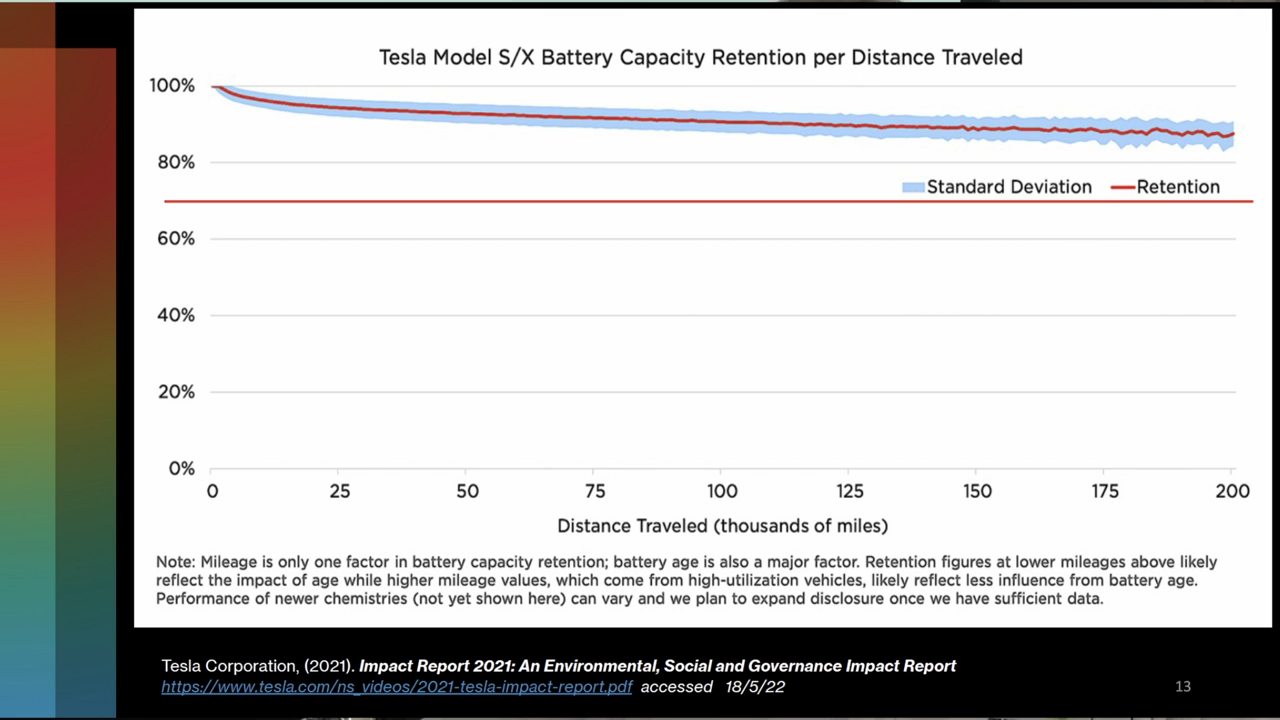 Tesla Model S/X Battery Capacity Retention per Distance Traveled
100%
80%
Standard Deviation
Retention
60%
40%
20%
0%
0 25 50 75 100 125 150 175 200
Distance Traveled (thousands of miles)
Note: Mileage is only one factor in battery capacity retention; battery age is also a major factor. Retention figures at lower mileages above likely
reflect the impact of age while higher mileage values, which come from high-utilization vehicles, likely reflect less influence from battery age.
Performance of newer chemistries (not yet shown here) can vary and we plan to expand disclosure once we have sufficient data.
Tesla Corporation, (2021). Impact Report 2021: An Environmental, Social and Governance Impact Report
https://www.tesla.com/ns_videos/2021-tesla-impact-report.pdf accessed 18/5/22
13